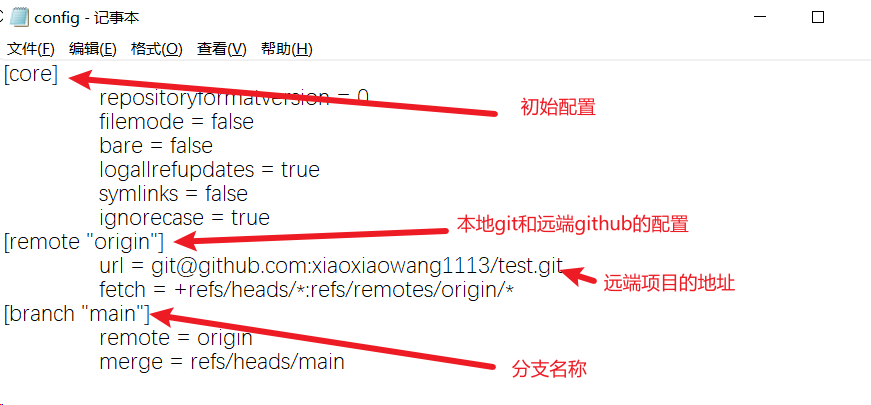 config - 记事本
文件(F) 编辑(E) 格式(O) 查看(V) 帮助(H)
[core]
repositoryformatversion = 0
初始配置
filemode = false
bare = false
logallrefupdates = true
symlinks = false
ignorecase = true
本地git和远端github的配置
[remote "origin"]
url = git@github.com:xiaoxiaowang1113/test.git
远端项目的地址
fetch = +refs/heads/*:refs/remotes/origin/*
[branch "main"]
remote = origin
merge = refs/heads/main
分支名称